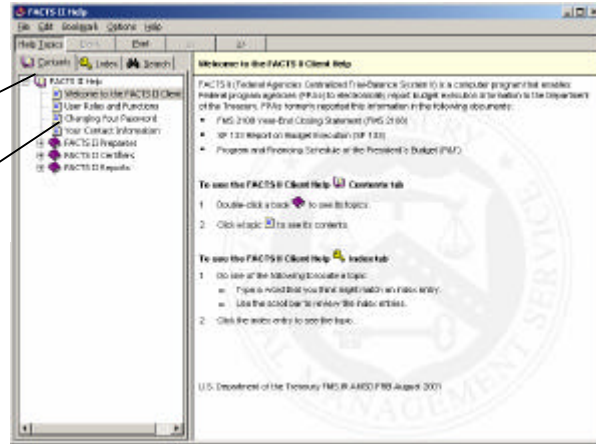 FACTS II Help
File Edit Bookmark Options Help
Help Topics Back Print << >>
Contents Index Search
FACTS II Help
Welcome to the FACTS II Client
User Roles and Functions
Changing Your Password
Your Contact Information
FACTS II Preparers
FACTS II Certifiers
FACTS II Reports
Welcome to the FACTS II Client Help
FACTS II (Federal Agencies' Centralized Trial-Balance System II) is a computer program that enables
Federal program agencies (FPAs) to electronically report budget execution information to the Department
of the Treasury. FPAs formerly reported this information in the following documents:
• FMS 2108 Year-End Closing Statement (FMS 2108)
• SF 133 Report on Budget Execution (SF 133)
• Program and Financing Schedule of the President's Budget (P&F)
To use the FACTS II Client Help Contents tab
1 Double-click a book to see its topics.
2 Click a topic to see its contents.
To use the FACTS II Client Help Index tab
1 Do one of the following to locate a topic:
Type a word that you think might match an index entry.
Use the scroll bar to review the index entries.
2 Click the index entry to see the topic.
U.S. Department of the Treasury FMS August 2001